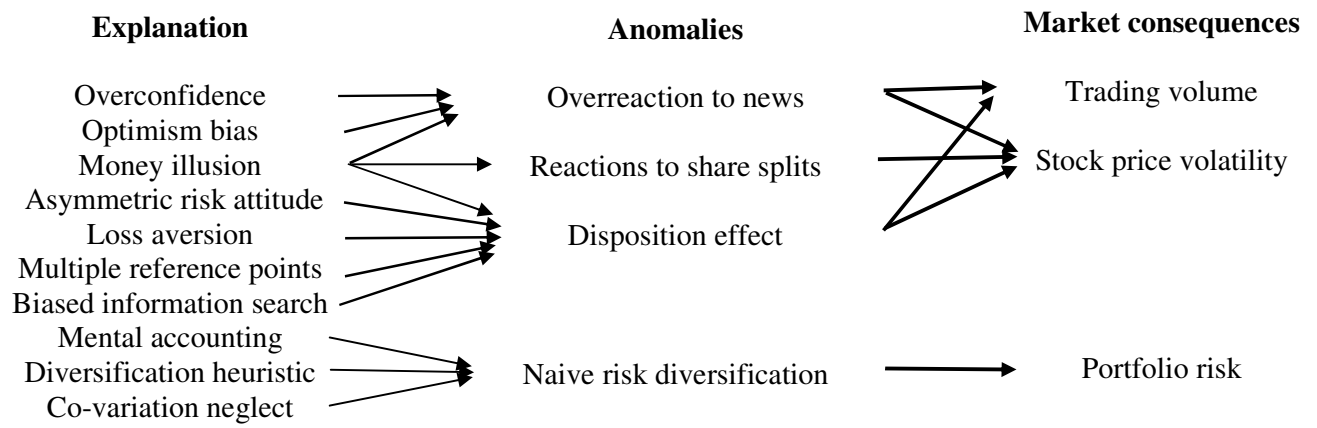 Explanation
Anomalies
Market consequences
Overconfidence
Optimism bias
Money illusion
Asymmetric risk attitude
Loss aversion
Multiple reference points
Biased information search
Mental accounting
Diversification heuristic
Co-variation neglect
Overreaction to news
Reactions to share splits
Disposition effect
Naive risk diversification
Trading volume
Stock price volatility
Portfolio risk